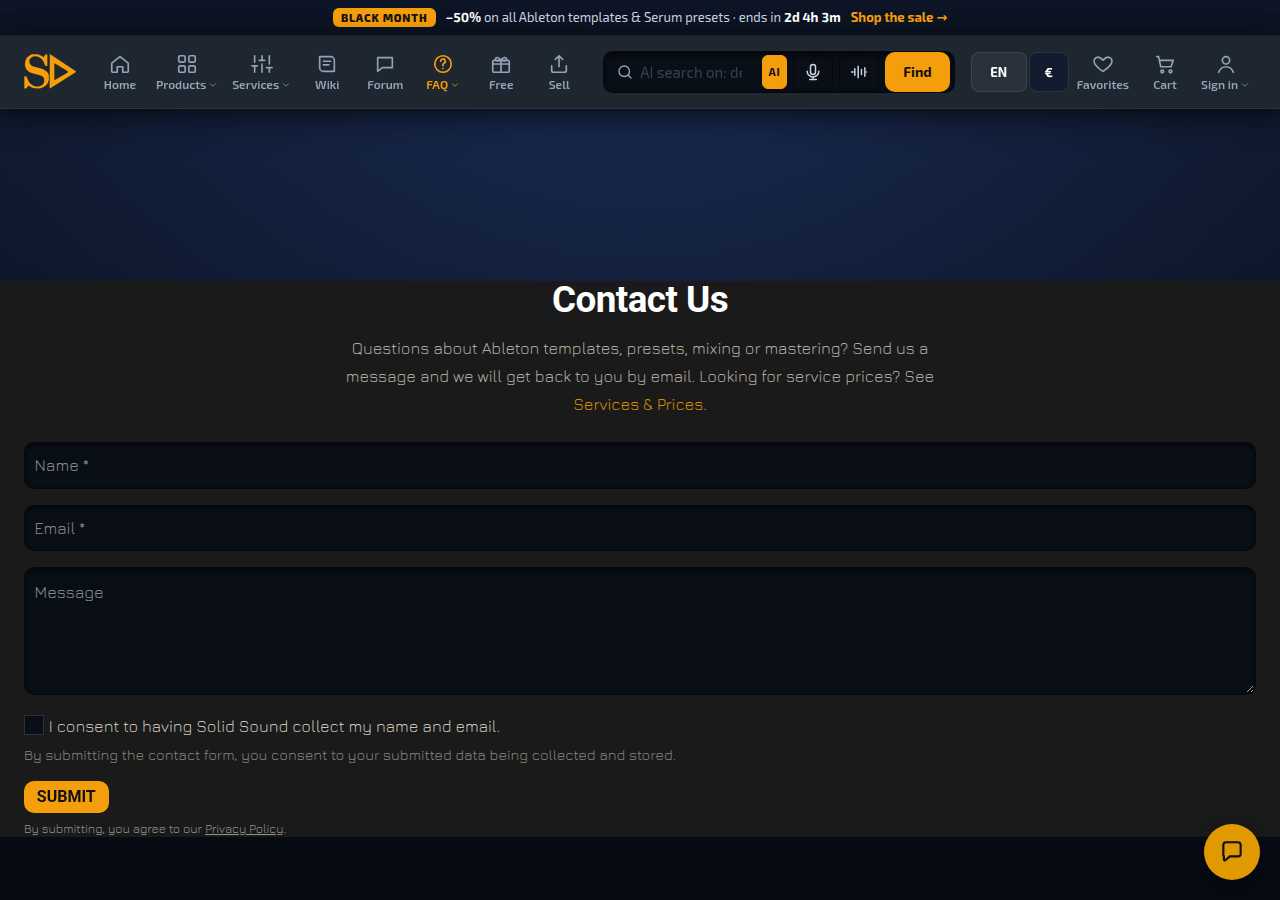 BLACK MONTH −50% on all Ableton templates & Serum presets · ends in 2d 4h 3m Shop the sale →
Home Products Services Wiki Forum FAQ Free Sell AI search on: dr AI Find EN € Favorites Cart Sign in
Contact Us
Questions about Ableton templates, presets, mixing or mastering? Send us a
message and we will get back to you by email. Looking for service prices? See
Services & Prices.
Name *
Email *
Message
I consent to having Solid Sound collect my name and email.
By submitting the contact form, you consent to your submitted data being collected and stored.
SUBMIT
By submitting, you agree to our Privacy Policy.